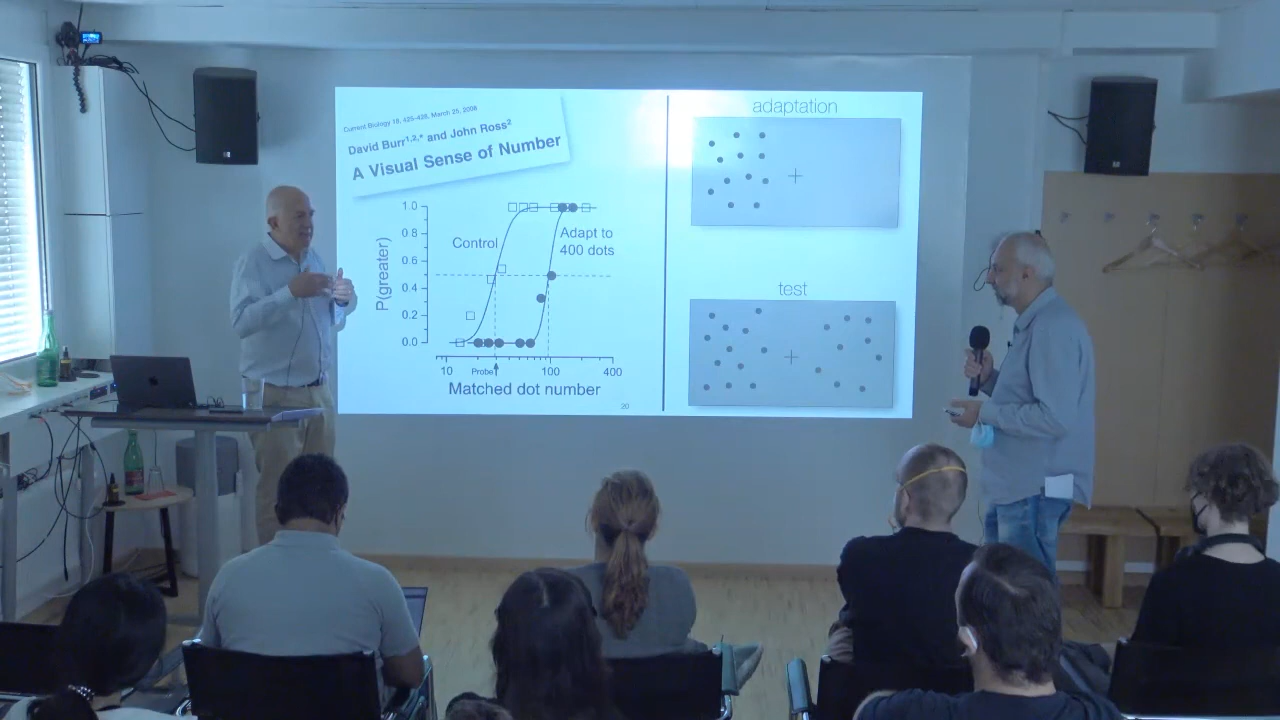 Current Biology 18, 425–428, March 25, 2008
David Burr1,2,* and John Ross2
A Visual Sense of Number
1.0
0.8
0.6
0.4
0.2
0.0
P(greater)
Control
Adapt to
400 dots
10
Probe
100
400
Matched dot number
20
adaptation
test